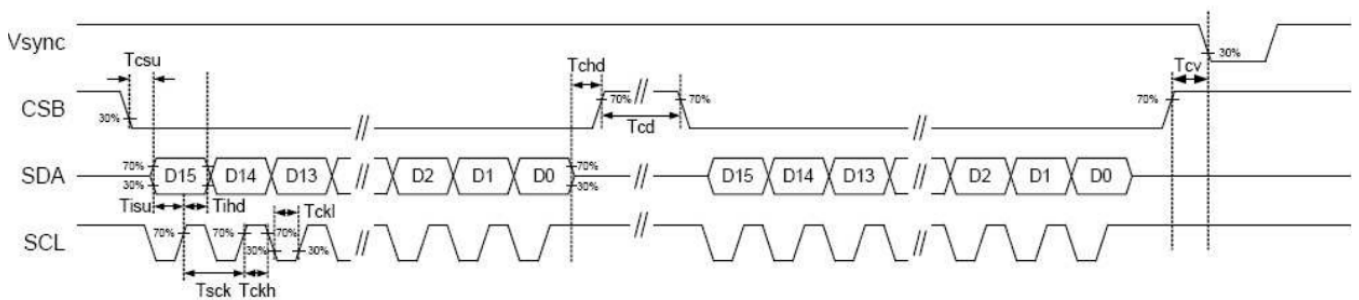 Vsync
30%
Tcsu
Tchd
Tcv
CSB
30%
70%
70%
70%
Tcd
SDA
70%
30%
D15
D14
D13
D2
D1
D0
70%
30%
D15
D14
D13
D2
D1
D0
Tisu
Tihd
Tckl
SCL
70%
70%
70%
30%
30%
Tsck
Tckh